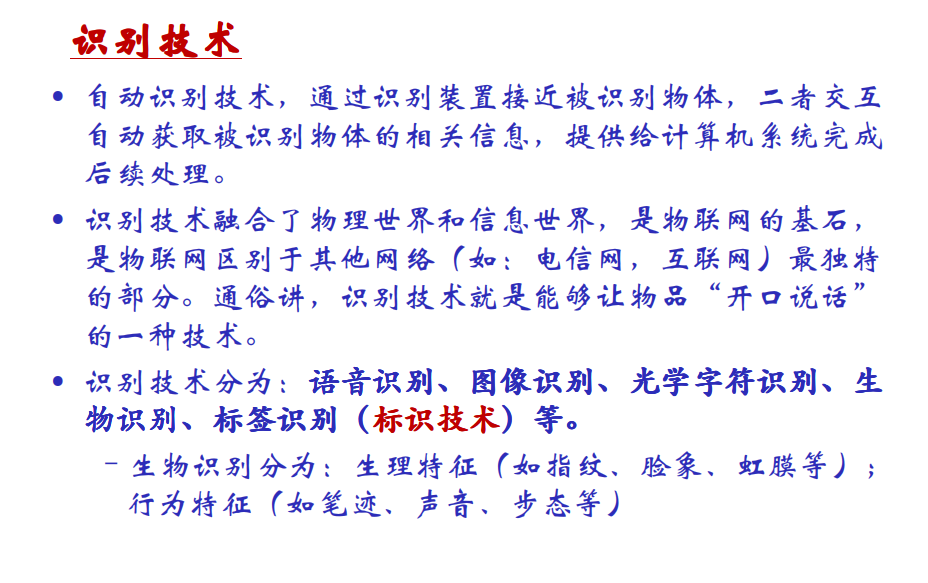 识别技术
• 自动识别技术，通过识别装置接近被识别物体，二者交互
自动获取被识别物体的相关信息，提供给计算机系统完成
后续处理。
• 识别技术融合了物理世界和信息世界，是物联网的基石，
是物联网区别于其他网络（如：电信网，互联网）最独特
的部分。通俗讲，识别技术就是能够让物品“开口说话”
的一种技术。
• 识别技术分为：语音识别、图像识别、光学字符识别、生
物识别、标签识别（标识技术）等。
– 生物识别分为：生理特征（如指纹、脸象、虹膜等）；
行为特征（如笔迹、声音、步态等）